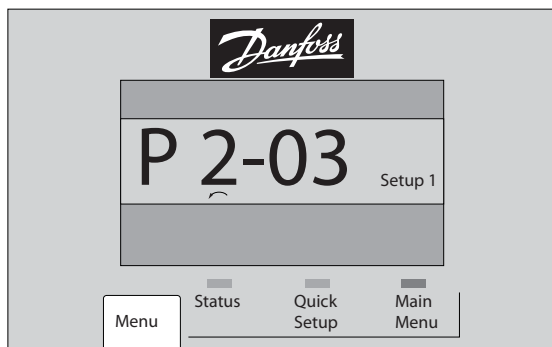 Danfoss
P 2-03
Setup 1
Menu
Status
Quick
Setup
Main
Menu